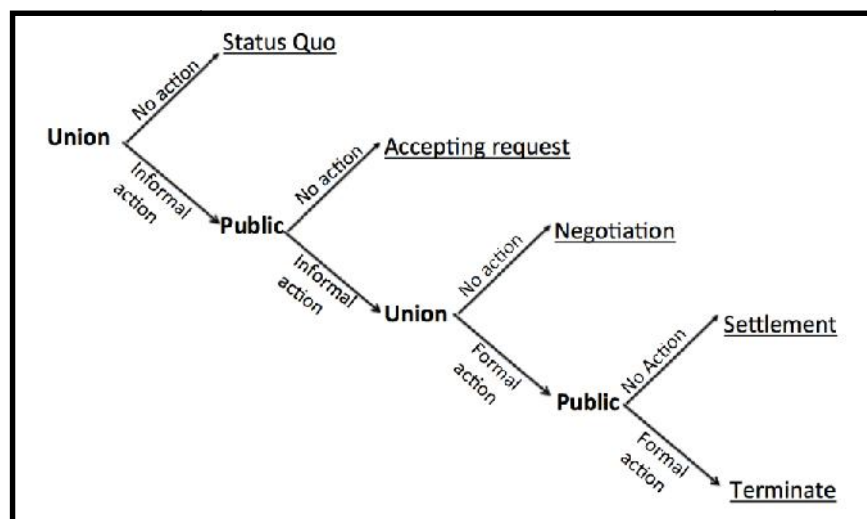 Status Quo
No action
Union
Informal
action
Accepting request
No action
Public
Informal
action
Negotiation
No action
Union
Formal
action
Settlement
No Action
Public
Formal
action
Terminate